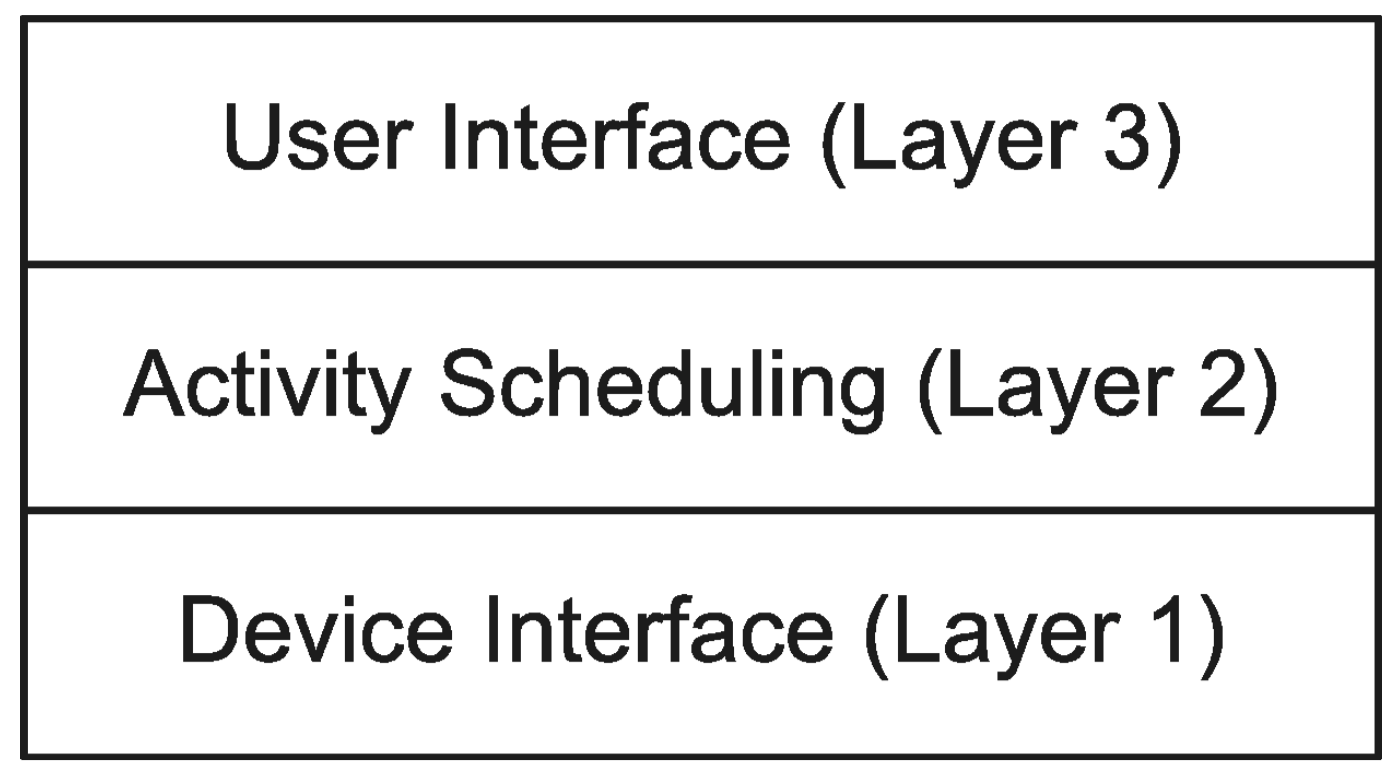 User Interface (Layer 3)
Activity Scheduling (Layer 2)
Device Interface (Layer 1)